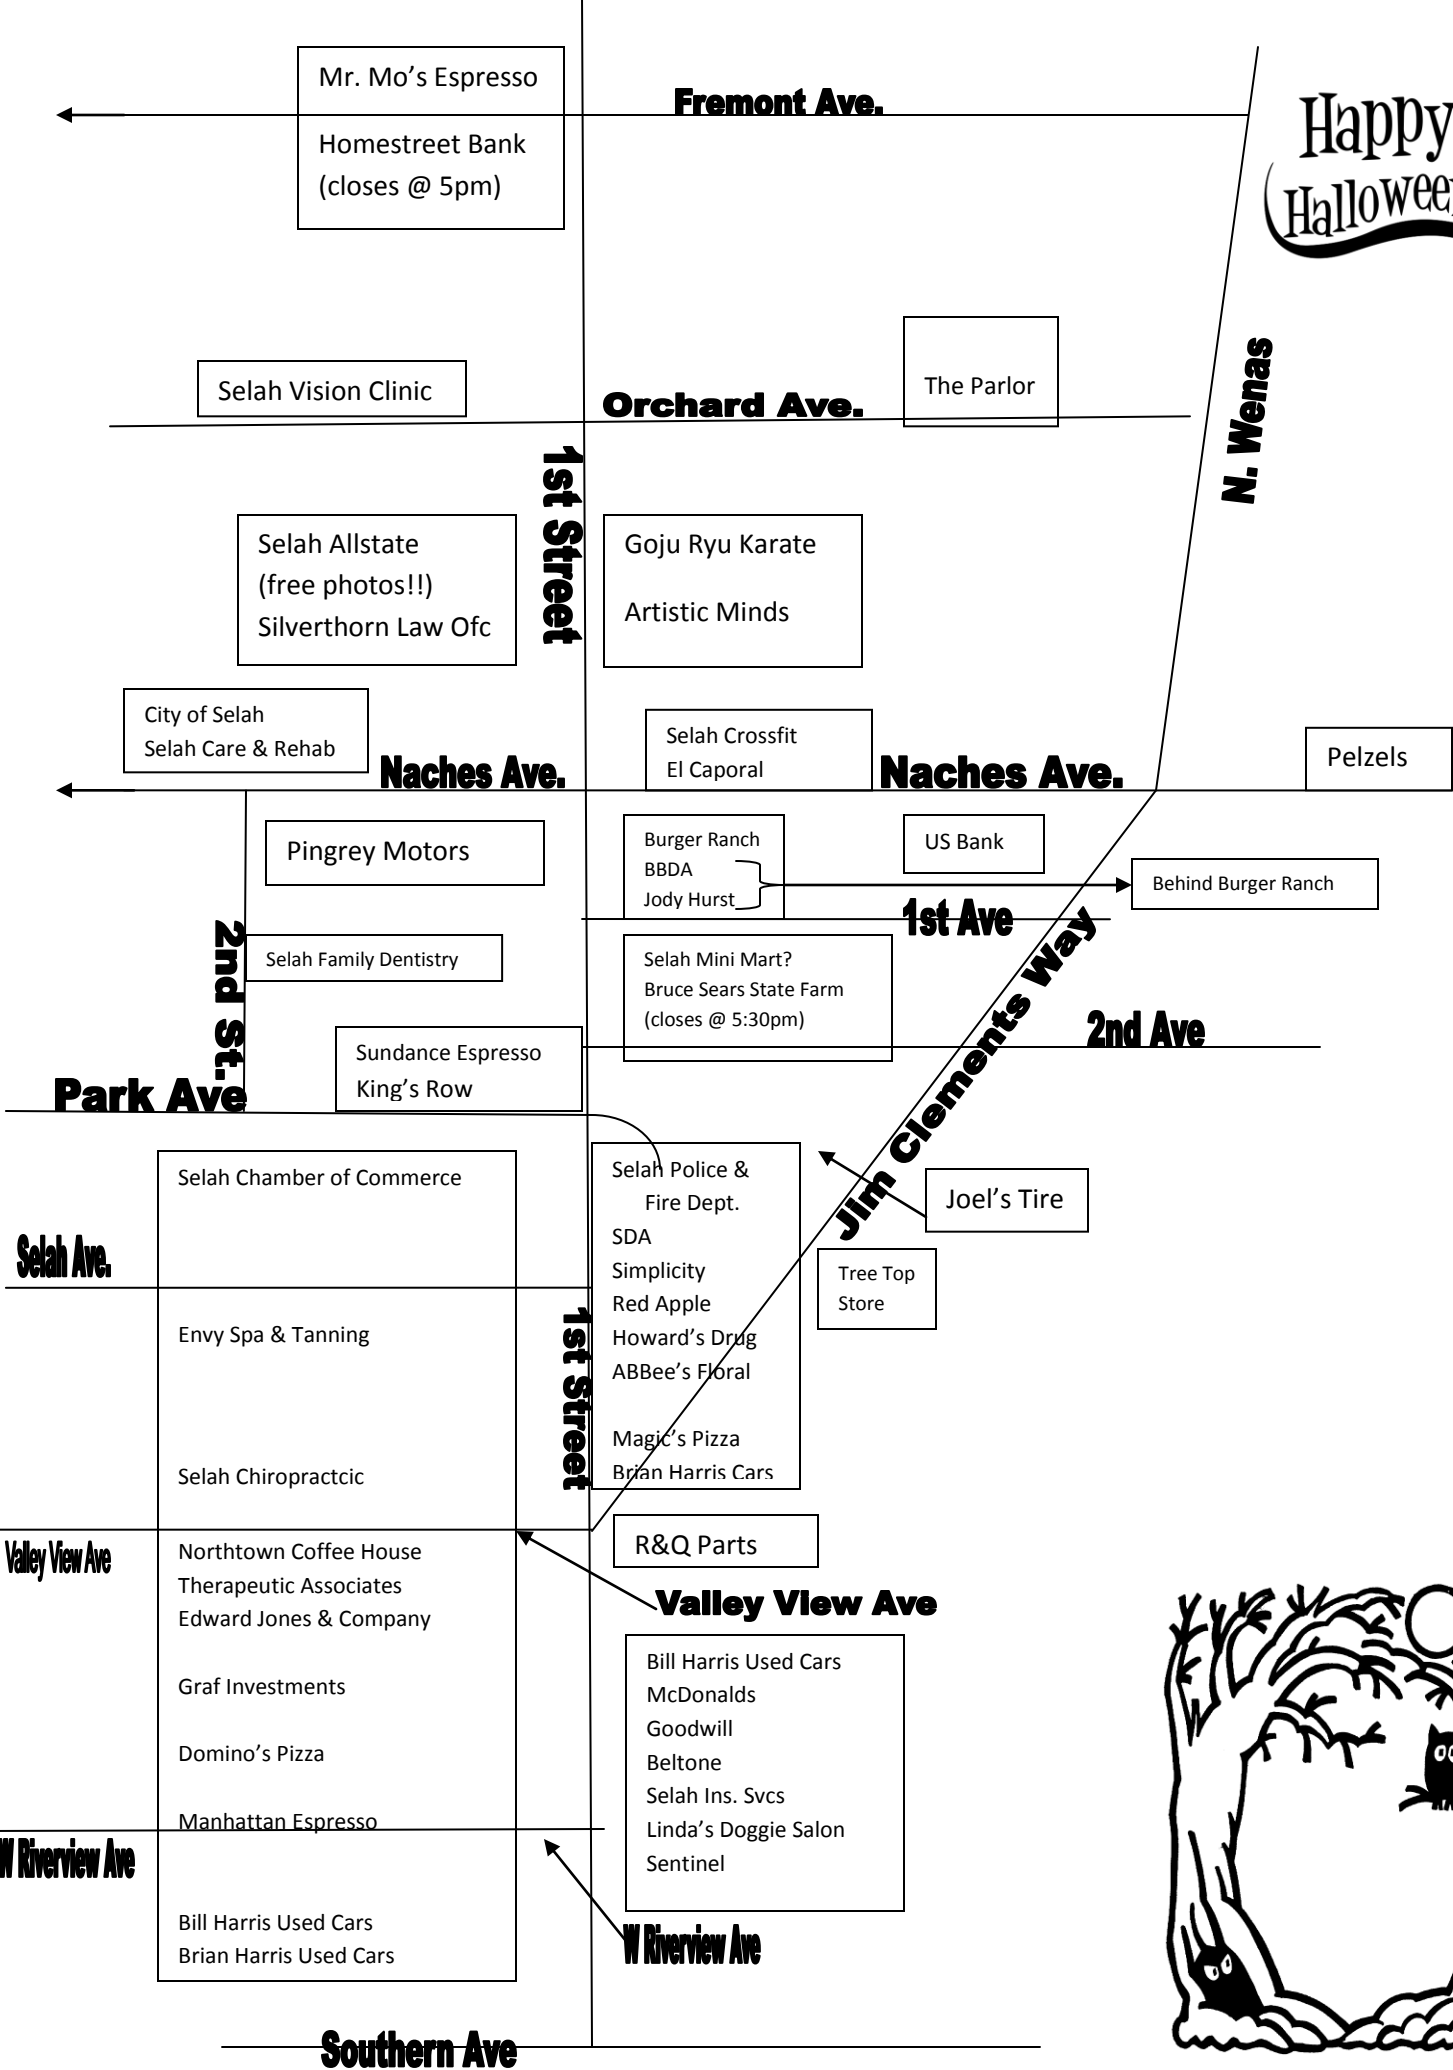 Mr. Mo’s Espresso
Fremont Ave.
Homestreet Bank
(closes @ 5pm)
Happy
Hallowee
Selah Vision Clinic
Orchard Ave.
The Parlor
N. Wenas
1st Street
Selah Allstate
(free photos!!)
Silverthorn Law Ofc
Goju Ryu Karate
Artistic Minds
City of Selah
Selah Care & Rehab
Naches Ave.
Selah Crossfit
El Caporal
Naches Ave.
Pelzels
Pingrey Motors
Burger Ranch
BBDA
Jody Hurst
US Bank
Behind Burger Ranch
1st Ave
2nd St.
Selah Family Dentistry
Selah Mini Mart?
Bruce Sears State Farm
(closes @ 5:30pm)
2nd Ave
Sundance Espresso
King’s Row
Park Ave
Jim Clements Way
Selah Chamber of Commerce
Selah Ave.
Envy Spa & Tanning
Selah Chiropractcic
1st Street
Selah Police &
Fire Dept.
SDA
Simplicity
Red Apple
Howard’s Drug
ABBee’s Floral
Magic’s Pizza
Brian Harris Cars
Joel’s Tire
Tree Top
Store
R&Q Parts
Valley View Ave
Valley View Ave
Northtown Coffee House
Therapeutic Associates
Edward Jones & Company
Graf Investments
Domino’s Pizza
Manhattan Espresso
W Riverview Ave
Bill Harris Used Cars
Brian Harris Used Cars
Bill Harris Used Cars
McDonalds
Goodwill
Beltone
Selah Ins. Svcs
Linda’s Doggie Salon
Sentinel
W Riverview Ave
Southern Ave